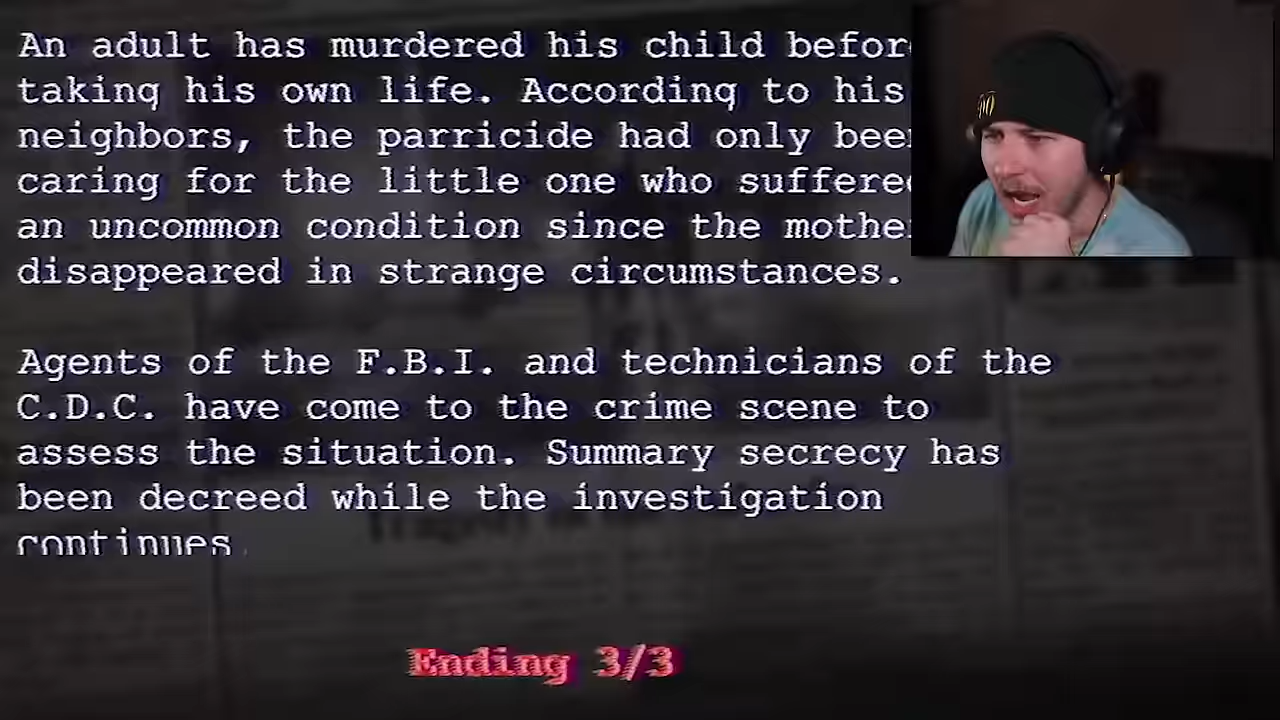 An adult has murdered his child befor
taking his own life. According to his
neighbors, the parricide had only bee
caring for the little one who suffere
an uncommon condition since the mothe
disappeared in strange circumstances.
Agents of the F.B.I. and technicians of the
C.D.C. have come to the crime scene to
assess the situation. Summary secrecy has
been decreed while the investigation
continues.
Ending 3/3